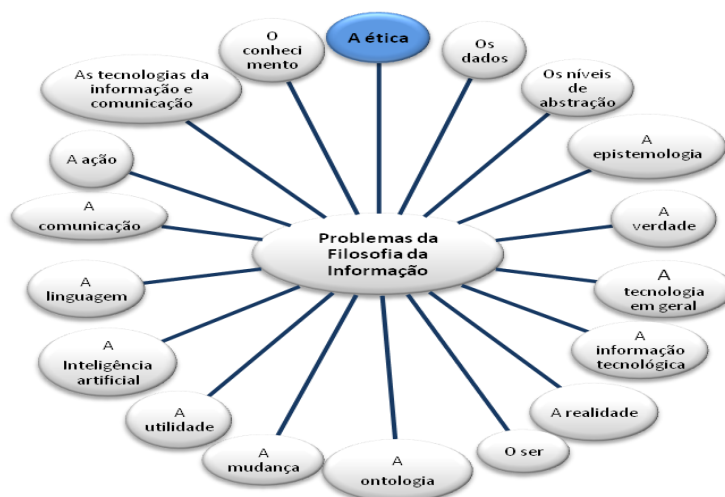 A ética
Os
dados
Os níveis
de
abstração
A
epistemologia
A
verdade
A
tecnologia
em geral
A
informação
tecnológica
A realidade
O ser
A
ontologia
A
mudança
A
utilidade
A
Inteligência
artificial
A
linguagem
A
comunicação
A ação
As tecnologias da
informação e
comunicação
O
conheci
mento
Problemas da
Filosofia da
Informação